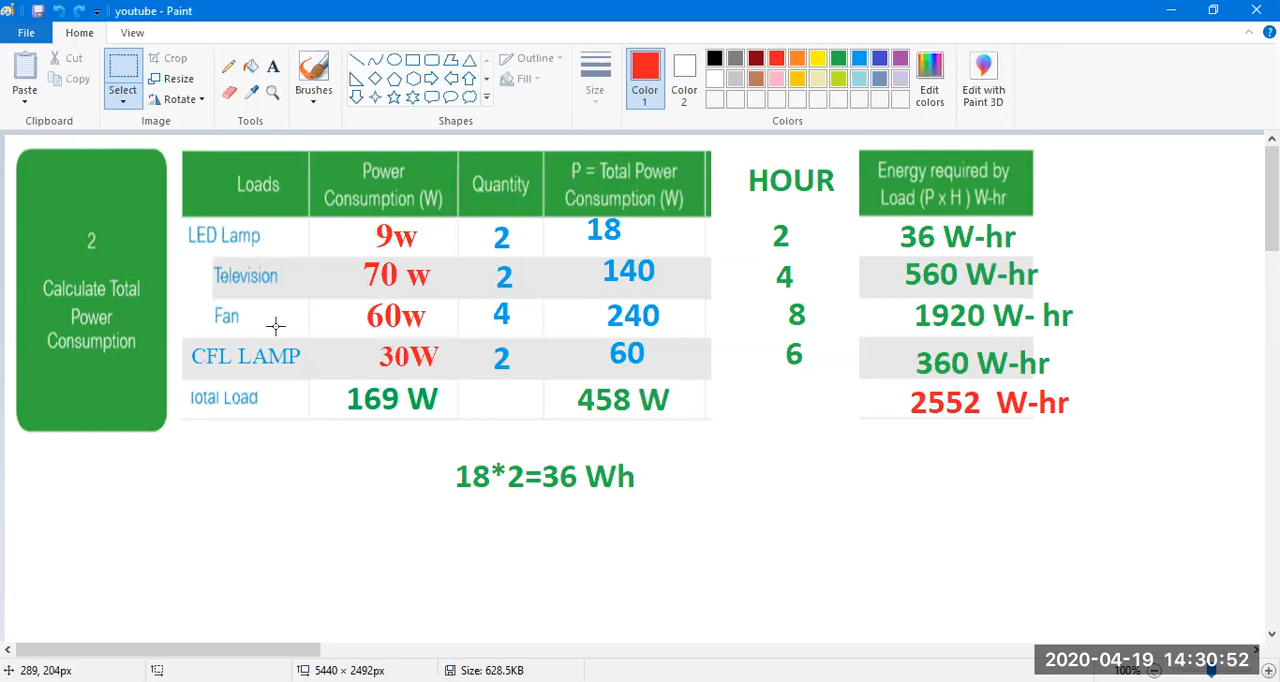 youtube - Paint
File Home View
Paste Cut Copy Clipboard
Select Crop Resize Rotate Image
A Tools
Brushes
Outline Fill Shapes
Size
Color 1 Color 2 Edit colors Colors
Edit with Paint 3D
2
Calculate Total
Power
Consumption
Loads Power Consumption (W) Quantity P = Total Power Consumption (W) HOUR Energy required by Load (P x H ) W-hr
LED Lamp 9w 2 18 2 36 W-hr
Television 70 w 2 140 4 560 W-hr
Fan 60w 4 240 8 1920 W- hr
CFL LAMP 30W 2 60 6 360 W-hr
Total Load 169 W 458 W 2552 W-hr
18*2=36 Wh
289, 204px 5440 × 2492px Size: 628.5KB 100%
2020-04-19 14:30:52